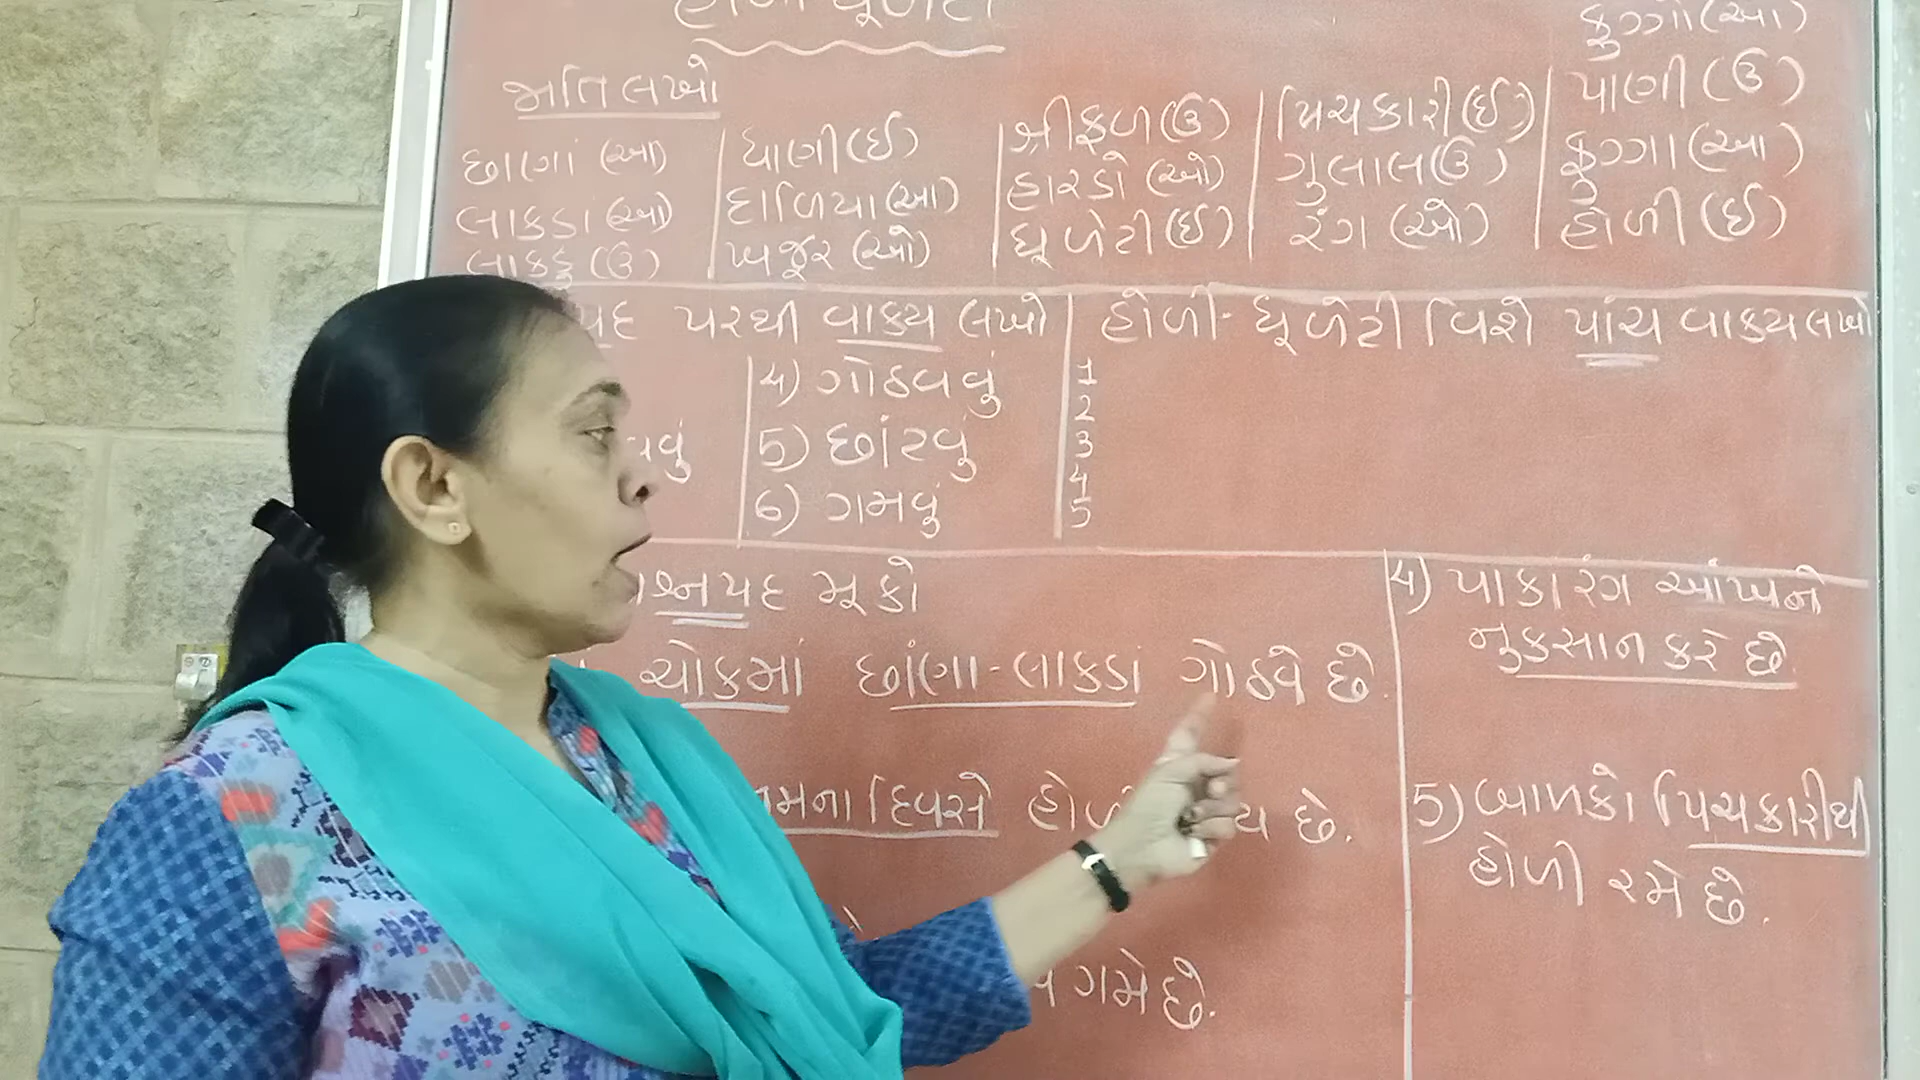 હોળી ધૂળેટી
જાતિ લખો
છાણાં (આ)
લાકડાં (આ)
લાકડું (ઉ)
ધાણી (ઈ)
દાળિયા (આ)
ખજૂર (ઓ)
શ્રીફળ (ઉ)
હારડો (ઓ)
ધૂળેટી (ઈ)
પિચકારી (ઈ)
ગુલાલ (ઉ)
રંગ (ઓ)
ફુગ્ગો (આ)
પાણી (ઉ)
ફુગ્ગા (આ)
હોળી (ઈ)
પદ પરથી વાક્ય લખો
4) ગોઠવવું
5) છાંટવું
6) ગમવું
હોળી - ધૂળેટી વિશે પાંચ વાક્ય લખો
1
2
3
4
5
પ્રશ્નપદ મૂકો
ચોકમાં છાંણા - લાકડાં ગોઠવે છે.
દિવસે છે.
ગમે છે.
4) પાકા રંગ આંખને
નુકસાન કરે છે.
5) બાળકો પિચકારીથી
હોળી રમે છે.